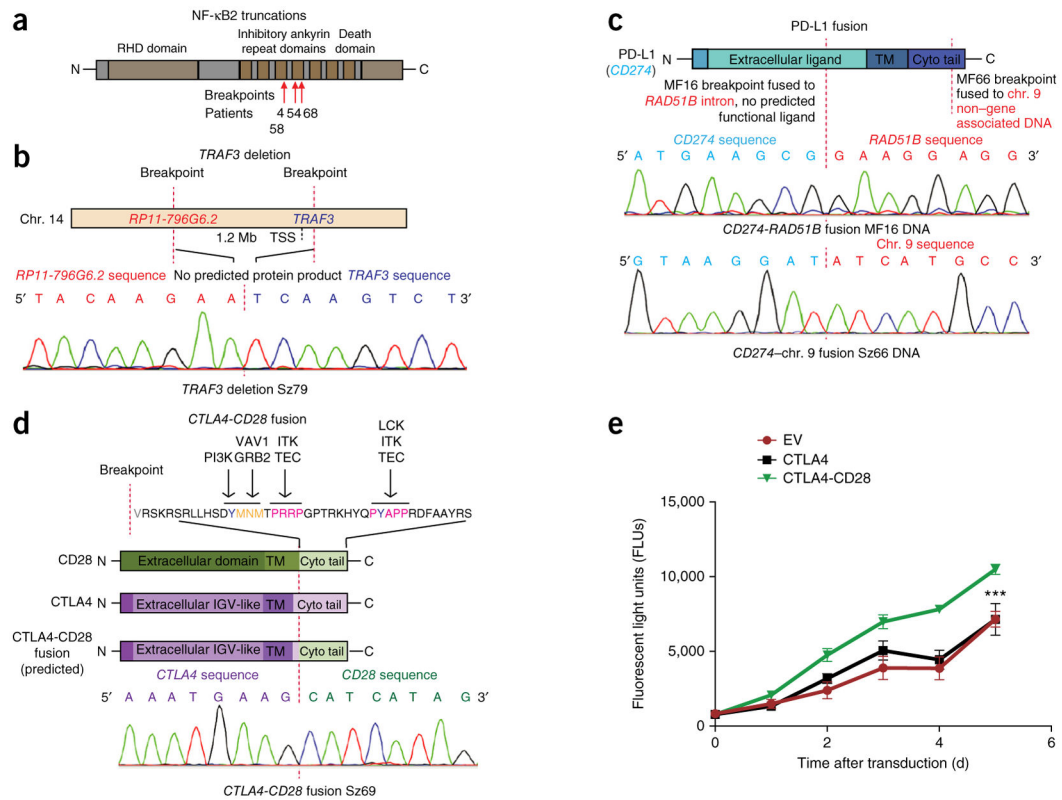 a
NF-κB2 truncations
RHD domain
Inhibitory ankyrin
repeat domains
Death
domain
N
C
Breakpoints
Patients
4 54 68
58
b
TRAF3 deletion
Breakpoint
Breakpoint
Chr. 14
RP11-796G6.2
TRAF3
1.2 Mb
TSS
RP11-796G6.2 sequence
No predicted protein product
TRAF3 sequence
5′ T A C A A G A A T C A A G T C T 3′
TRAF3 deletion Sz79
c
PD-L1 fusion
PD-L1
(CD274)
N
Extracellular ligand
TM
Cyto tail
C
MF16 breakpoint
fused to
RAD51B intron, no predicted
functional ligand
MF66 breakpoint
fused to chr. 9
non–gene
associated DNA
CD274 sequence
RAD51B sequence
5′ A T G A A G C G G A A G G A G G 3′
CD274-RAD51B fusion MF16 DNA
Chr. 9 sequence
G T A A G G A T A T C A T G C C
CD274–chr. 9 fusion Sz66 DNA
d
CTLA4-CD28 fusion
Breakpoint
VAV1 ITK
PI3K GRB2 TEC
LCK
ITK
TEC
VRSKRSRLLHSDYMNMTPRRPGPTRKHYQPYAPPRDFAAYRS
CD28 N Extracellular domain TM Cyto tail C
CTLA4 N Extracellular IGV-like TM Cyto tail C
CTLA4-CD28
fusion
(predicted)
N Extracellular IGV-like TM Cyto tail C
CTLA4 sequence
CD28 sequence
5′ A A A T G A A G C A T C A T A G 3′
CTLA4-CD28 fusion Sz69
e
EV
CTLA4
CTLA4-CD28
Fluorescent light units (FLUs)
15,000
10,000
5,000
0
***
0 2 4 6
Time after transduction (d)